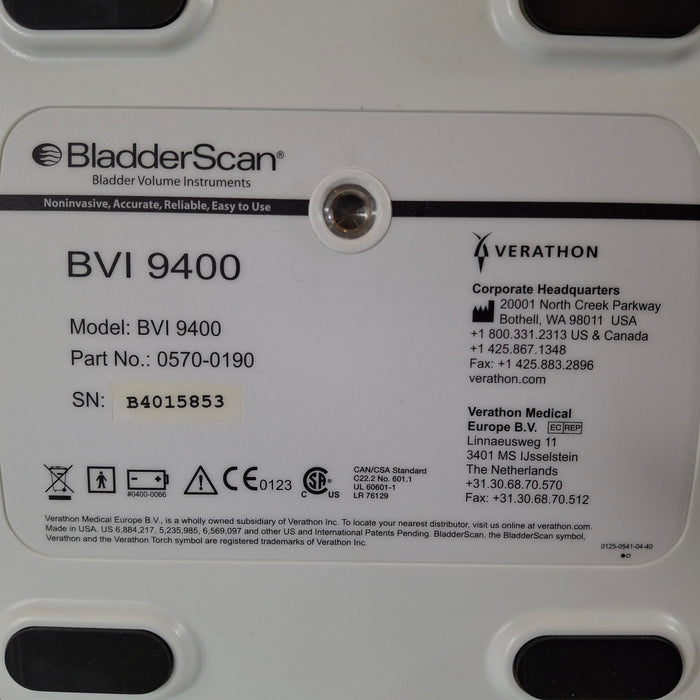 BladderScan®
Bladder Volume Instruments
Noninvasive, Accurate, Reliable, Easy to Use
BVI 9400
Model: BVI 9400
Part No.: 0570-0190
SN: B4015853
VERATHON
Corporate Headquarters
20001 North Creek Parkway
Bothell, WA 98011 USA
+1 800.331.2313 US & Canada
+1 425.867.1348
Fax: +1 425.883.2896
verathon.com
Verathon Medical
Europe B.V. EC REP
Linnaeusweg 11
3401 MS IJsselstein
The Netherlands
+31.30.68.70.570
Fax: +31.30.68.70.512
#0400-0066
CE 0123
C SA US
CAN/CSA Standard
C22.2 No. 601.1
UL 60601-1
LR 76129
Verathon Medical Europe B.V., is a wholly owned subsidiary of Verathon Inc. To locate your nearest distributor, visit us online at verathon.com.
Made in USA. US 6,884,217, 5,235,985, 6,569,097 and other US and International Patents Pending. BladderScan, the BladderScan symbol,
Verathon and the Verathon Torch symbol are registered trademarks of Verathon Inc.
0125-0541-04-40